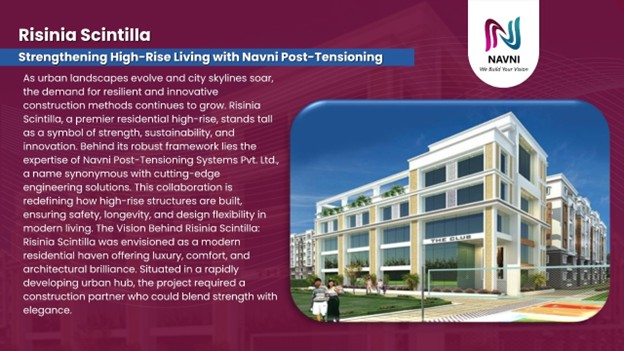 Risinia Scintilla
Strengthening High-Rise Living with Navni Post-Tensioning
NAVNI
We Build Your Vision
As urban landscapes evolve and city skylines soar,
the demand for resilient and innovative
construction methods continues to grow. Risinia
Scintilla, a premier residential high-rise, stands tall
as a symbol of strength, sustainability, and
innovation. Behind its robust framework lies the
expertise of Navni Post-Tensioning Systems Pvt. Ltd.,
a name synonymous with cutting-edge
engineering solutions. This collaboration is
redefining how high-rise structures are built,
ensuring safety, longevity, and design flexibility in
modern living. The Vision Behind Risinia Scintilla:
Risinia Scintilla was envisioned as a modern
residential haven offering luxury, comfort, and
architectural brilliance. Situated in a rapidly
developing urban hub, the project required a
construction partner who could blend strength with
elegance.
THE CLUB